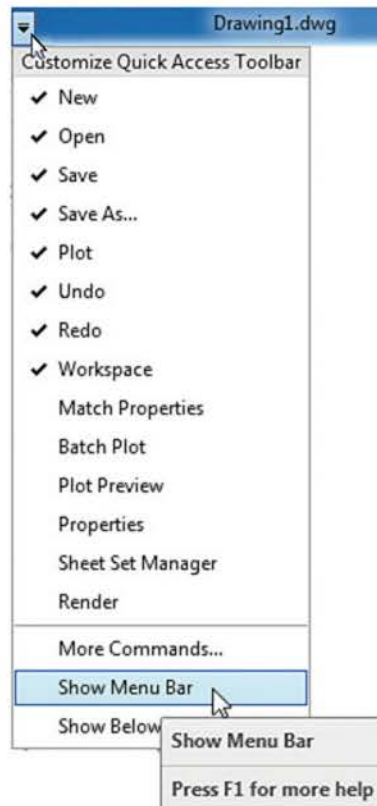 Drawing1.dwg
Customize Quick Access Toolbar
New
Open
Save
Save As...
Plot
Undo
Redo
Workspace
Match Properties
Batch Plot
Plot Preview
Properties
Sheet Set Manager
Render
More Commands...
Show Menu Bar
Show Below
Show Menu Bar
Press F1 for more help